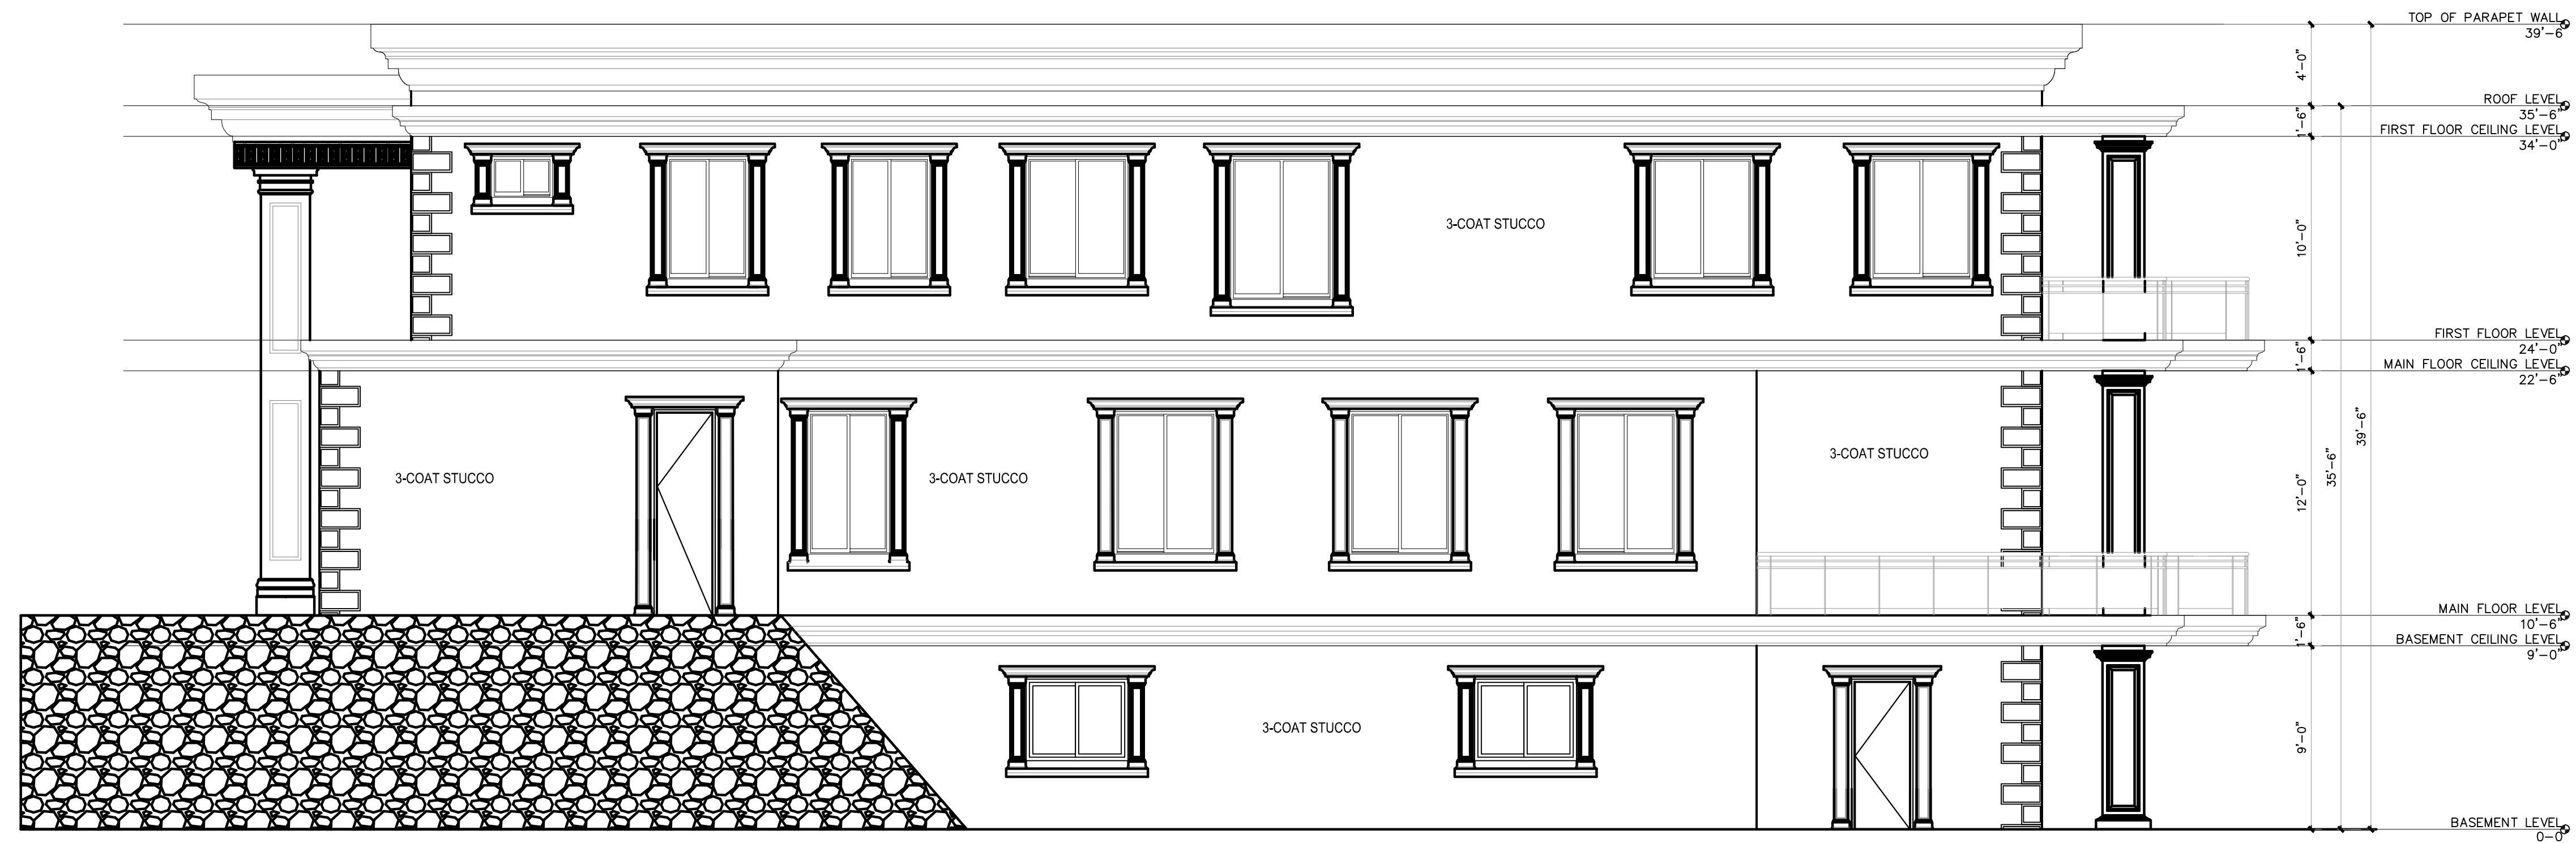 TOP OF PARAPET WALL
39'-6
4'-0"
ROOF LEVEL
35'-6"
1'-6"
FIRST FLOOR CEILING LEVEL
34'-0"
3-COAT STUCCO
10'-0"
FIRST FLOOR LEVEL
24'-0"
1'-6"
MAIN FLOOR CEILING LEVEL
22'-6"
39'-6"
35'-6"
3-COAT STUCCO
3-COAT STUCCO
3-COAT STUCCO
12'-0"
MAIN FLOOR LEVEL
10'-6"
1'-6"
BASEMENT CEILING LEVEL
9'-0"
3-COAT STUCCO
9'-0"
BASEMENT LEVEL
0-0